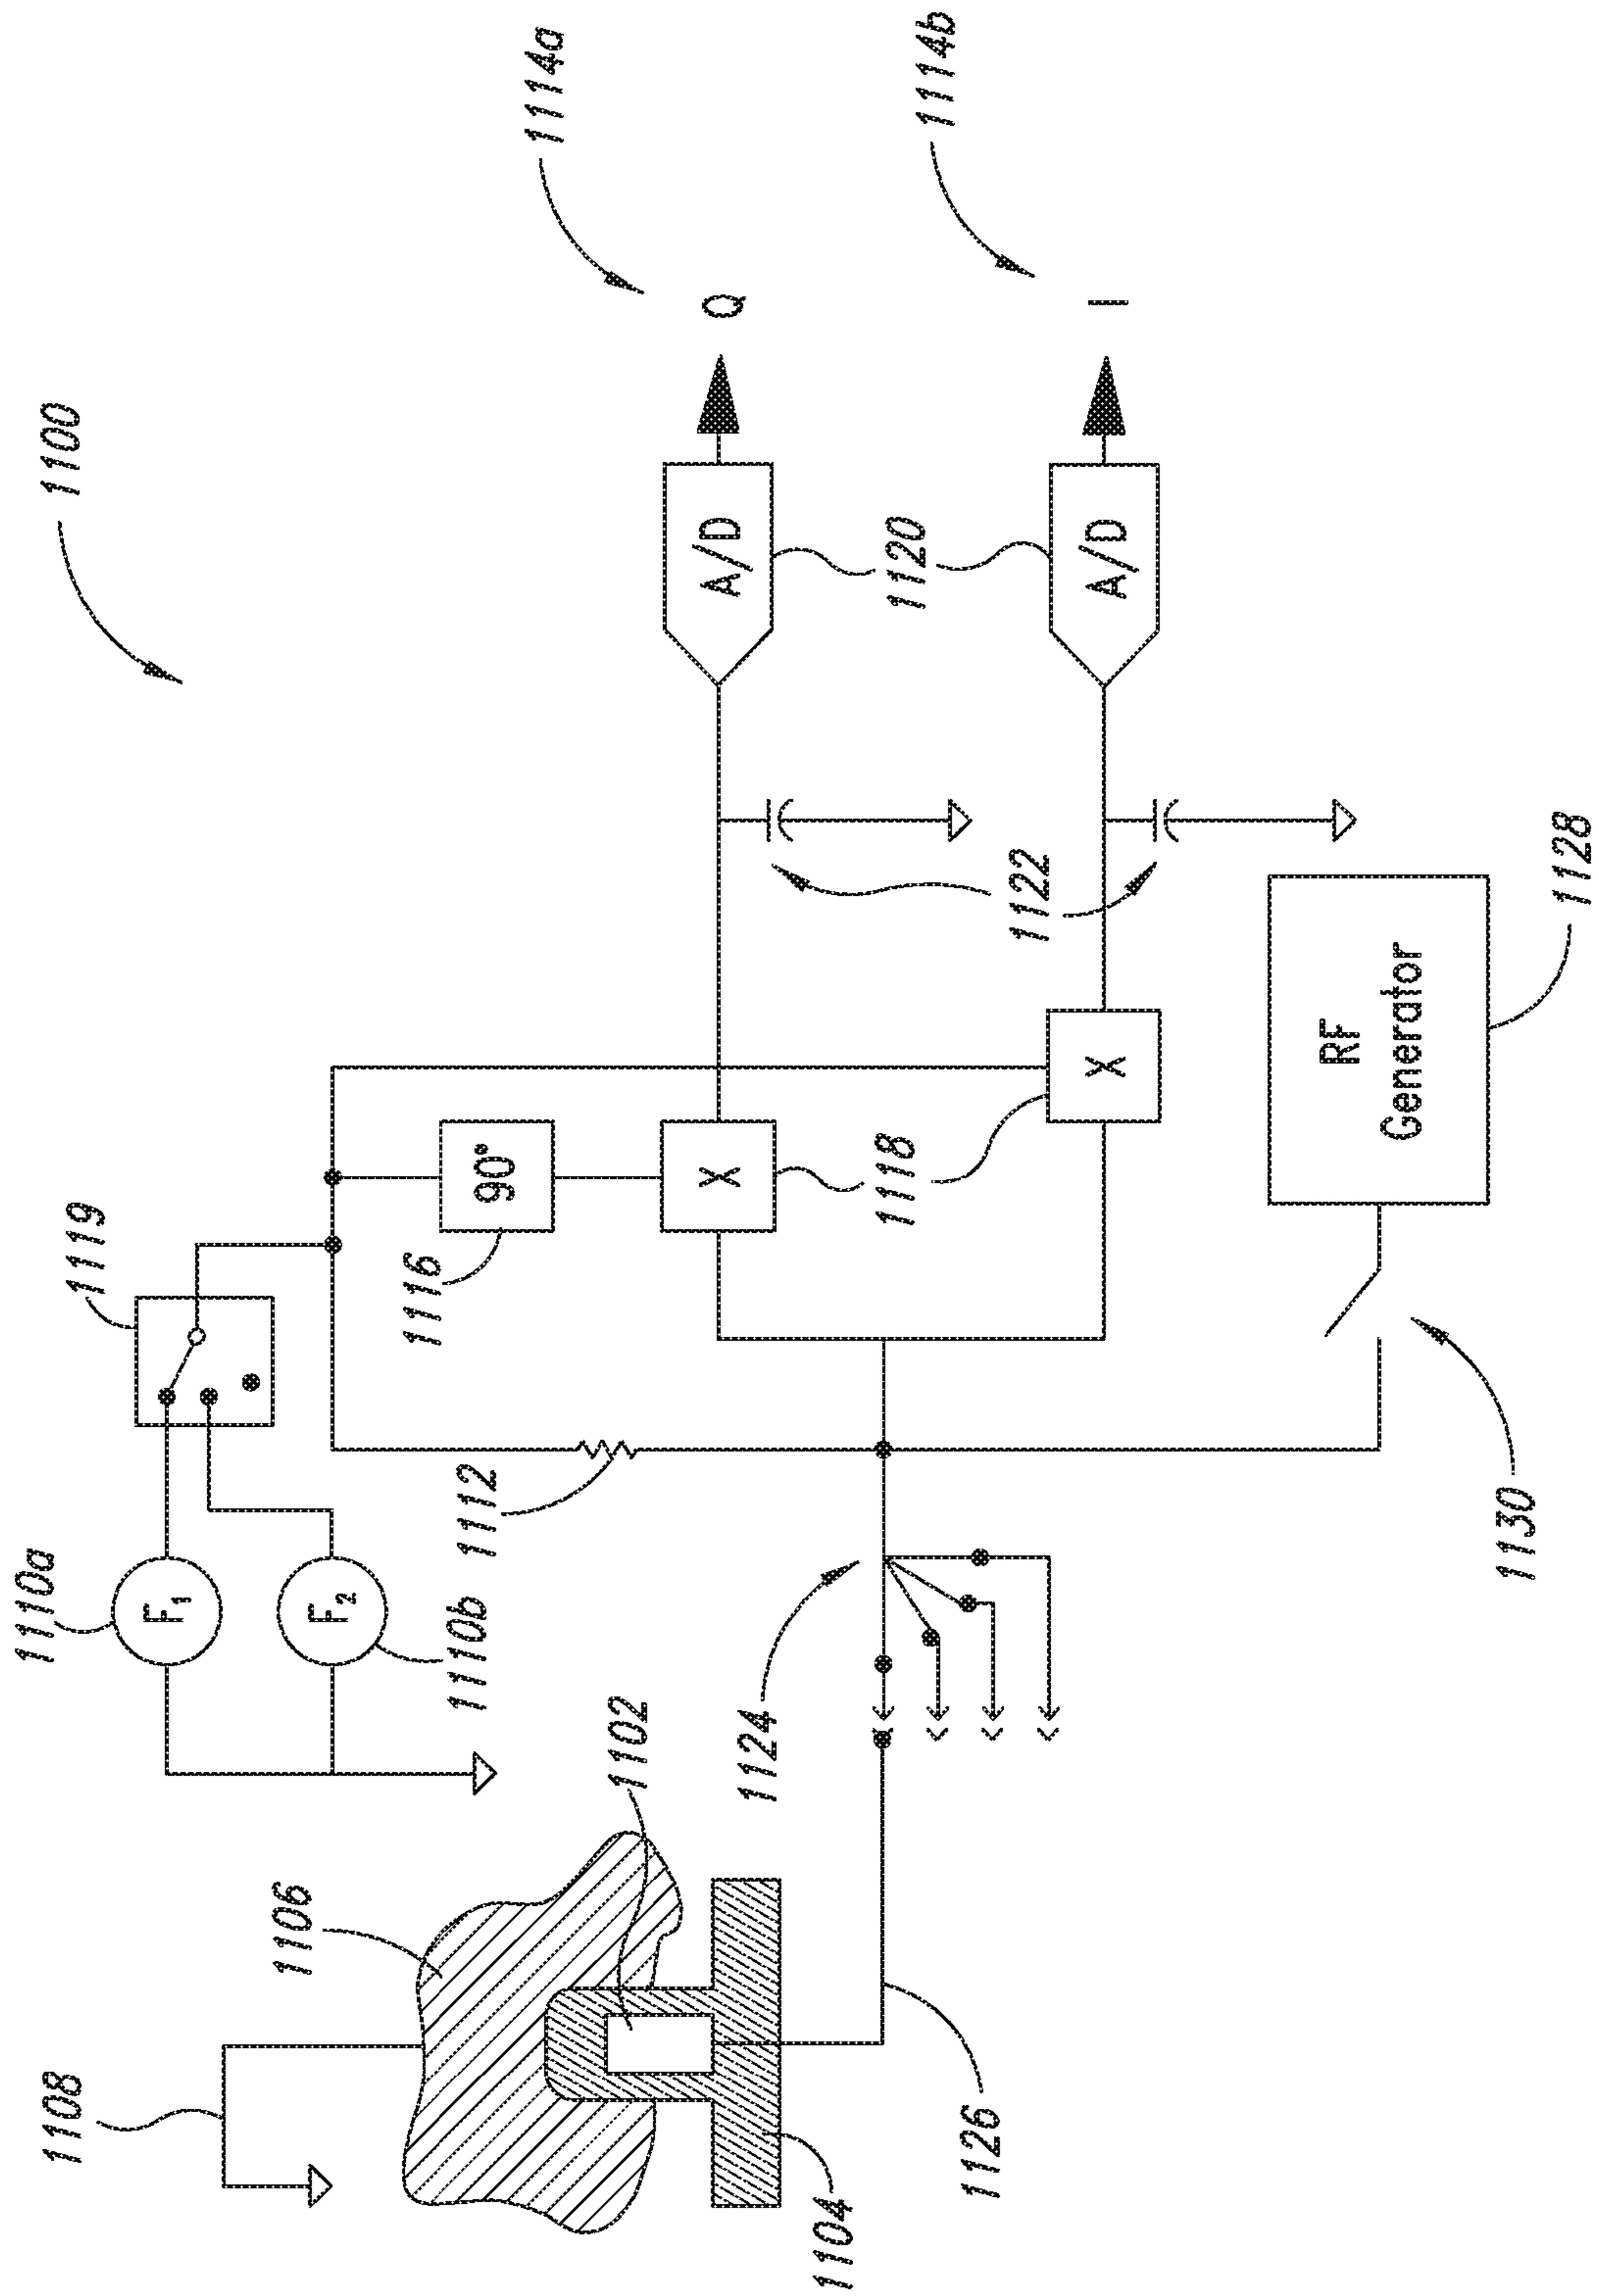 1100
1114a
1114b
Q
I
1120
A/D
A/D
1122
1128
RF
Generator
1119
90°
1116
X
X
1118
1110a
F₁
F₂
1110b
1112
1130
1124
1102
1106
1108
1104
1126